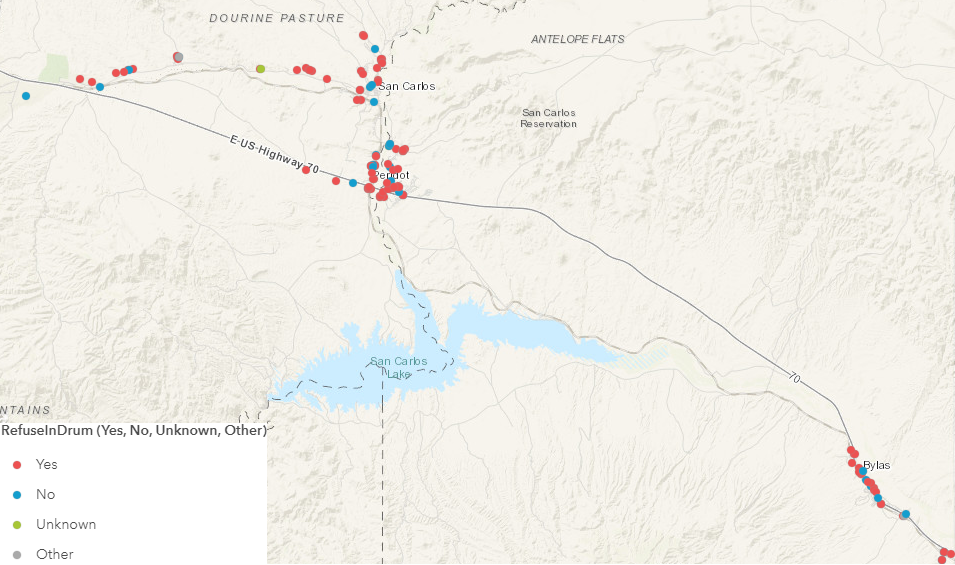 DOURINE PASTURE
ANTELOPE FLATS
San Carlos
San Carlos
Reservation
E-US-Highway 70
Peridot
San Carlos
Lake
70
NTAINS
RefuseInDrum (Yes, No, Unknown, Other)
Bylas
Yes
No
Unknown
Other